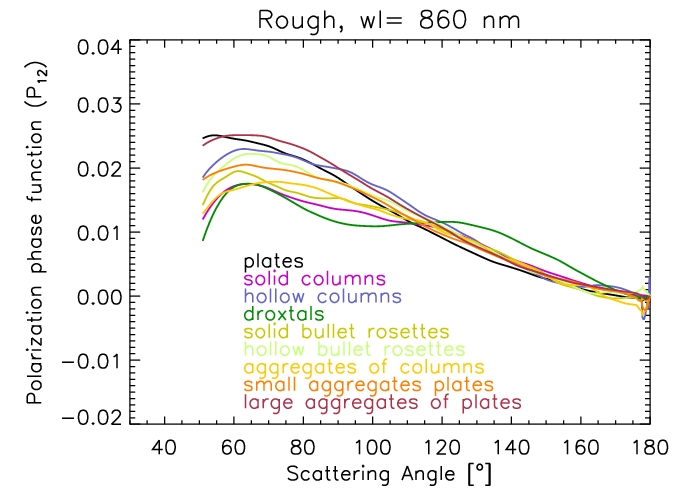 Rough, wl= 860 nm
Polarization phase function (P₁₂)
0.04
0.03
0.02
0.01
0.00
−0.01
−0.02
plates
solid columns
hollow columns
droxtals
solid bullet rosettes
hollow bullet rosettes
aggregates of columns
small aggregates plates
large aggregates of plates
40 60 80 100 120 140 160 180
Scattering Angle [°]